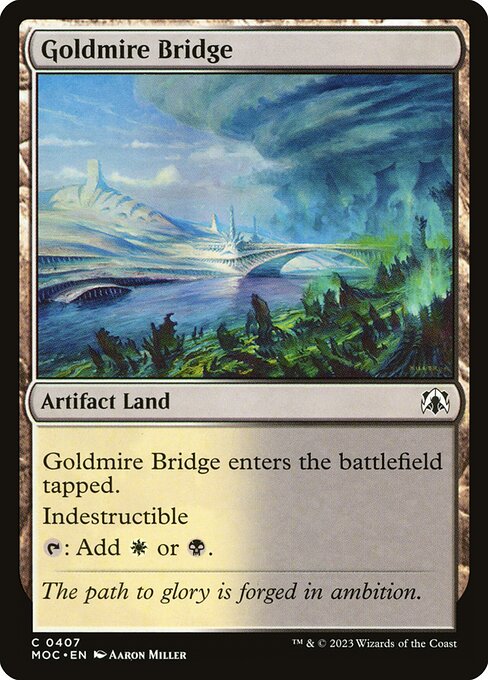 Goldmire Bridge
Artifact Land
Goldmire Bridge enters the battlefield
tapped.
Indestructible
: Add or .
The path to glory is forged in ambition.
C 0407
MOC•EN AARON MILLER
™ & © 2023 Wizards of the Coast